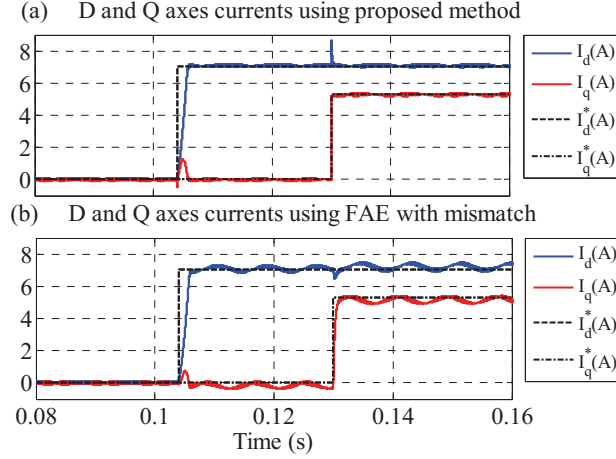 (a) D and Q axes currents using proposed method
8
6
4
2
0
I_d(A)
I_q(A)
I_d^*(A)
I_q^*(A)
(b) D and Q axes currents using FAE with mismatch
8
6
4
2
0
0.08 0.1 0.12 0.14 0.16
Time (s)
I_d(A)
I_q(A)
I_d^*(A)
I_q^*(A)